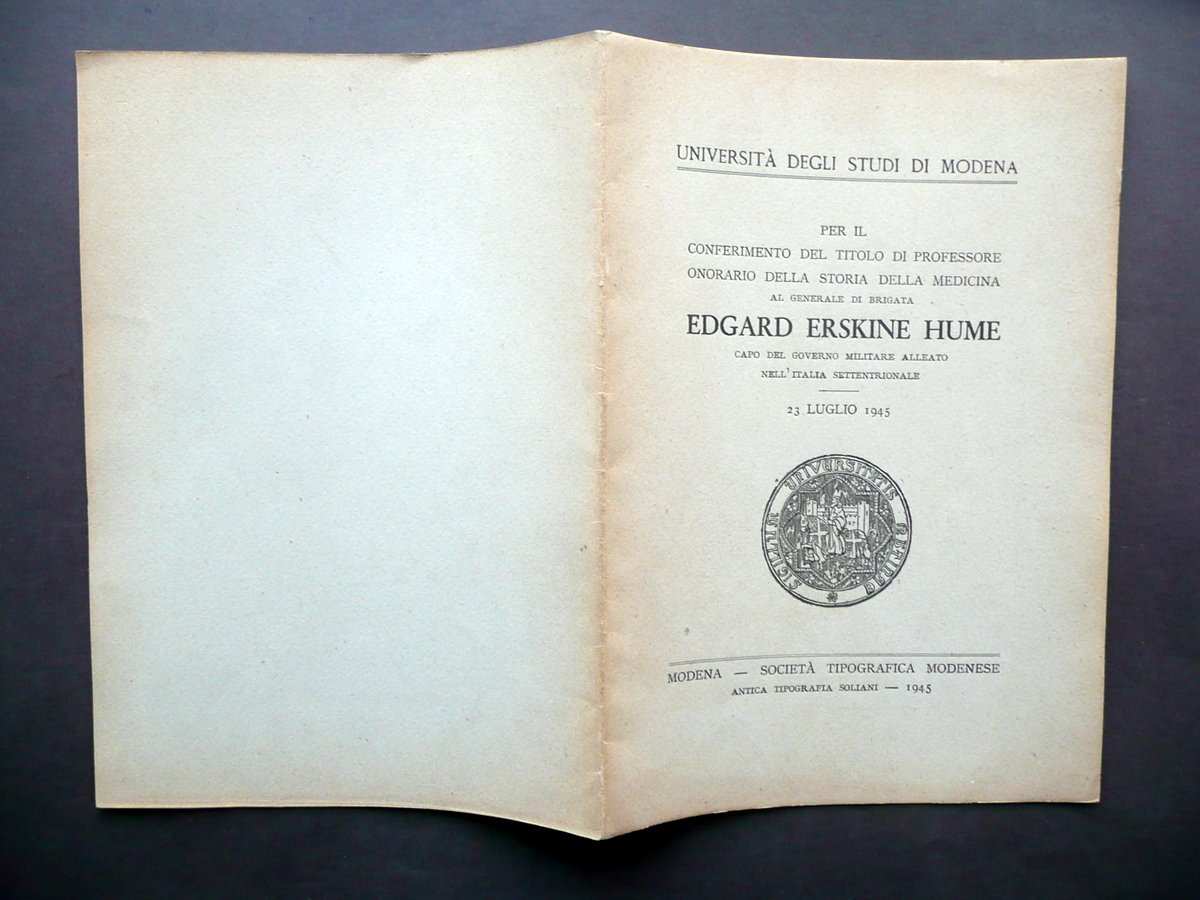 UNIVERSITÀ DEGLI STUDI DI MODENA
PER IL
CONFERIMENTO DEL TITOLO DI PROFESSORE
ONORARIO DELLA STORIA DELLA MEDICINA
AL GENERALE DI BRIGATA
EDGARD ERSKINE HUME
CAPO DEL GOVERNO MILITARE ALLEATO
NELL'ITALIA SETTENTRIONALE
23 LUGLIO 1945
UNIVERSITATIS
MODENA — SOCIETÀ TIPOGRAFICA MODENESE
ANTICA TIPOGRAFIA SOLIANI — 1945